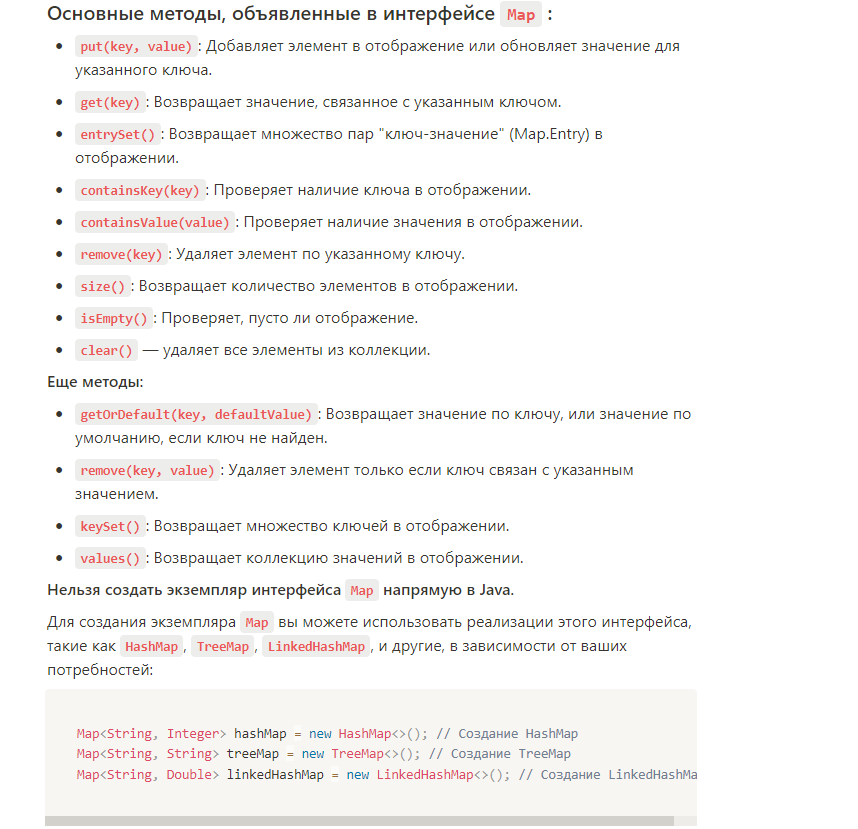 Основные методы, объявленные в интерфейсе Map :
• put(key, value) : Добавляет элемент в отображение или обновляет значение для
указанного ключа.
• get(key) : Возвращает значение, связанное с указанным ключом.
• entrySet() : Возвращает множество пар "ключ-значение" (Map.Entry) в
отображении.
• containsKey(key) : Проверяет наличие ключа в отображении.
• containsValue(value) : Проверяет наличие значения в отображении.
• remove(key) : Удаляет элемент по указанному ключу.
• size() : Возвращает количество элементов в отображении.
• isEmpty() : Проверяет, пусто ли отображение.
• clear() — удаляет все элементы из коллекции.
Еще методы:
• getOrDefault(key, defaultValue) : Возвращает значение по ключу, или значение по
умолчанию, если ключ не найден.
• remove(key, value) : Удаляет элемент только если ключ связан с указанным
значением.
• keySet() : Возвращает множество ключей в отображении.
• values() : Возвращает коллекцию значений в отображении.
Нельзя создать экземпляр интерфейса Map напрямую в Java.
Для создания экземпляра Map вы можете использовать реализации этого интерфейса,
такие как HashMap , TreeMap , LinkedHashMap , и другие, в зависимости от ваших
потребностей:
Map<String, Integer> hashMap = new HashMap<>(); // Создание HashMap
Map<String, String> treeMap = new TreeMap<>(); // Создание TreeMap
Map<String, Double> linkedHashMap = new LinkedHashMap<>(); // Создание LinkedHashMa